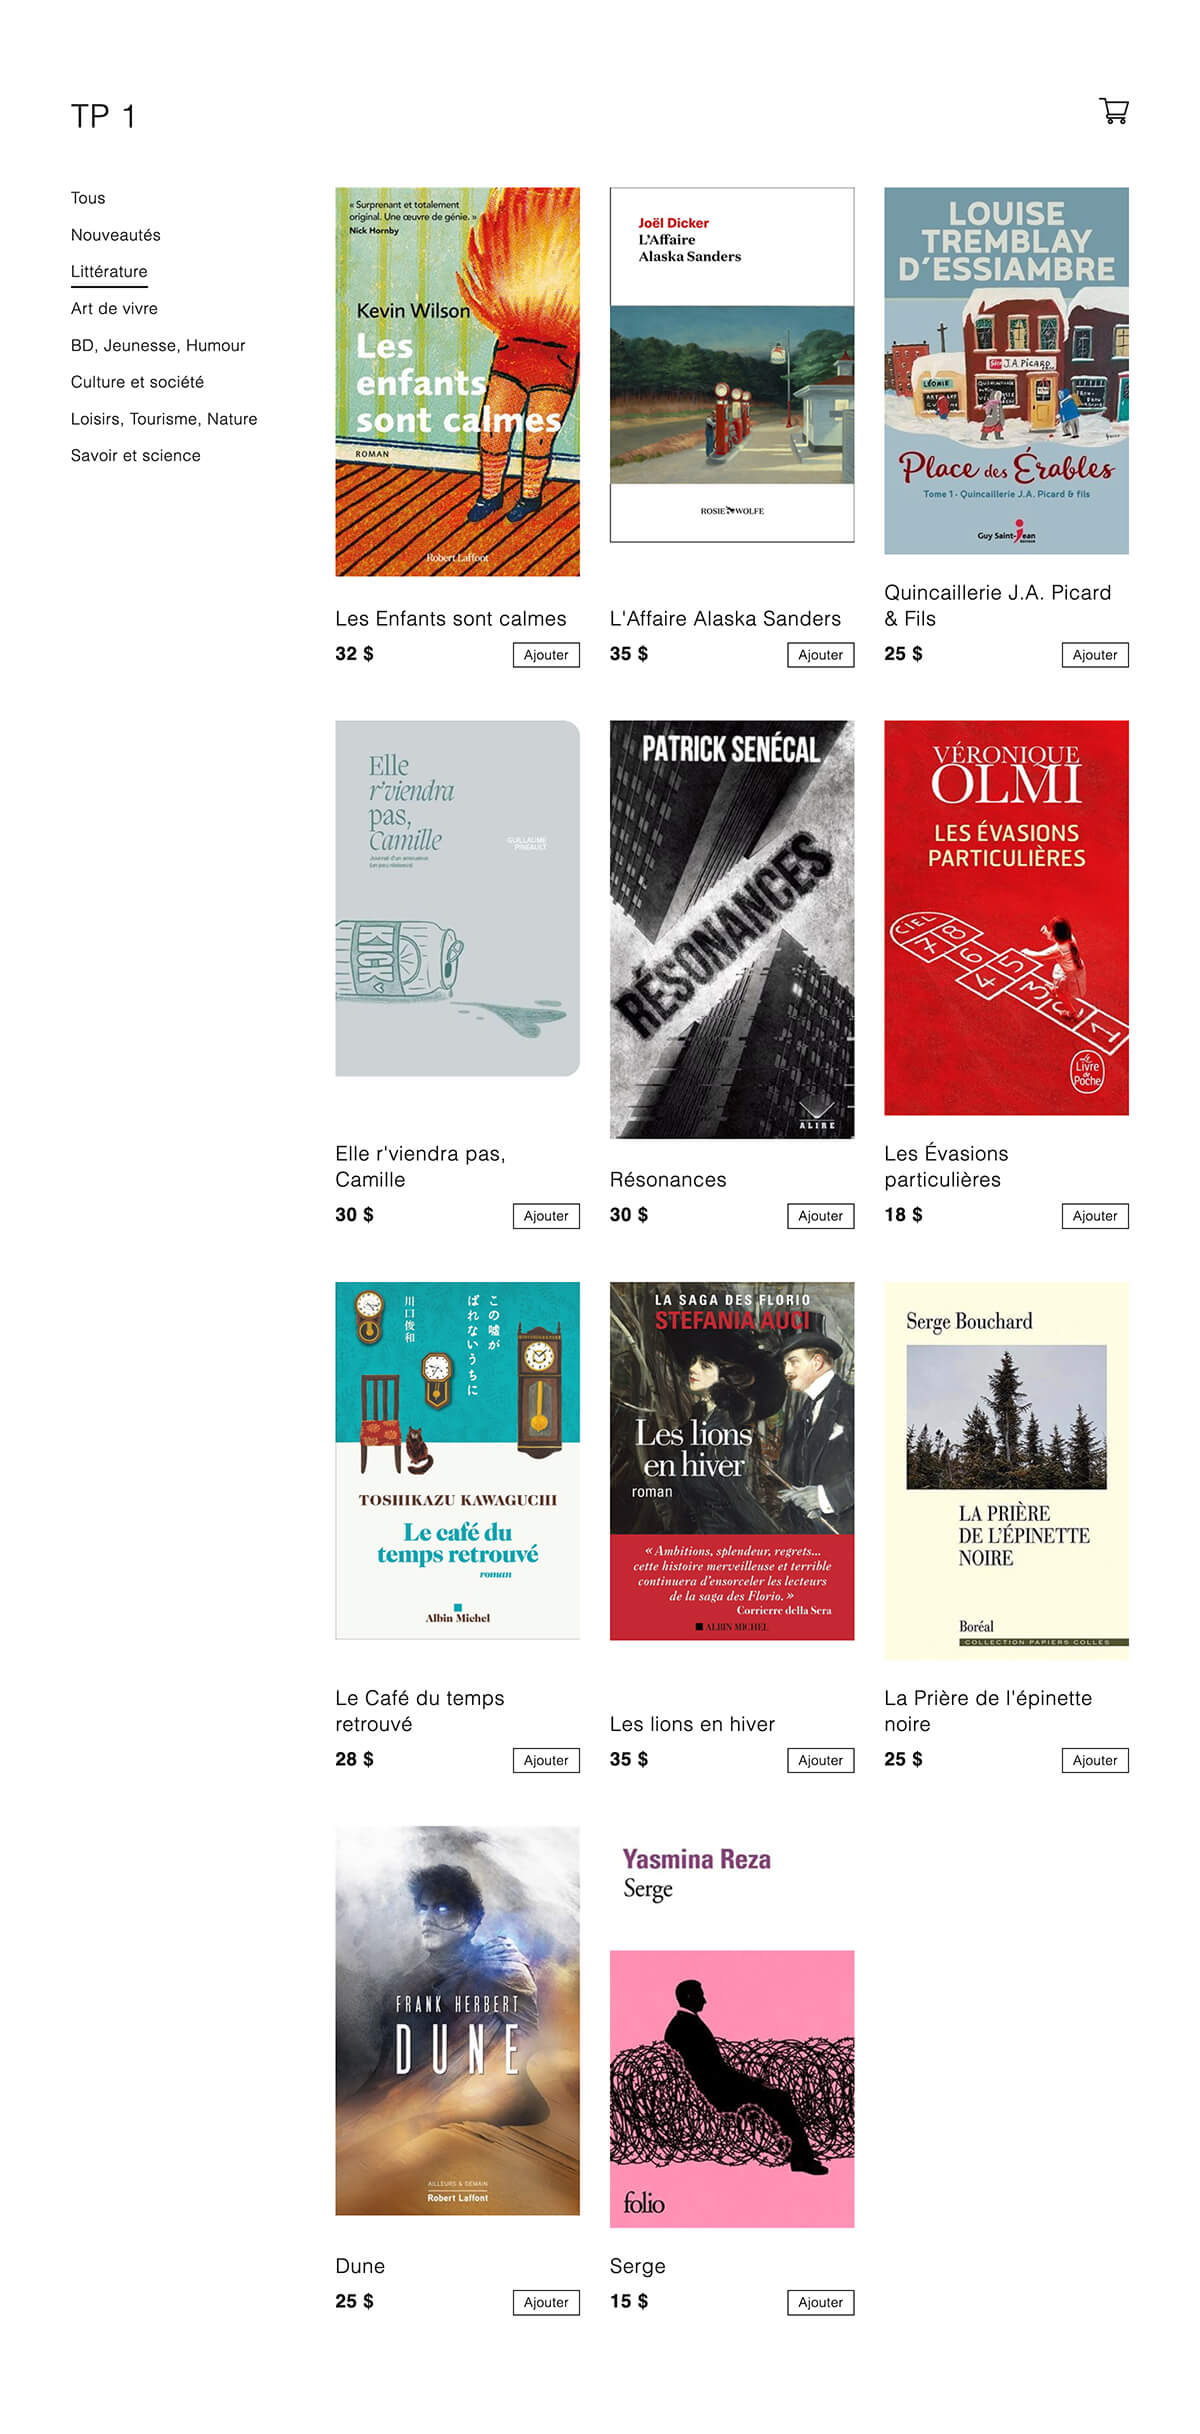 TP 1
Tous
Nouveautés
Littérature
Art de vivre
BD, Jeunesse, Humour
Culture et société
Loisirs, Tourisme, Nature
Savoir et science
« Surprenant et totalement
original. Une œuvre de génie. »
Nick Hornby
Kevin Wilson
Les
enfants
sont calmes
ROMAN
Robert Laffont
Les Enfants sont calmes
32 $
Ajouter
Joël Dicker
L'Affaire
Alaska Sanders
ROSIE WOLFE
L'Affaire Alaska Sanders
35 $
Ajouter
LOUISE
TREMBLAY
D'ESSIAMBRE
J.A. PICARD
LÉONIE
Place des Érables
Tome 1 • Quincaillerie J.A. Picard & fils
Guy Saint-Jean
Quincaillerie J.A. Picard
& Fils
25 $
Ajouter
Elle
r'viendra
pas,
Camille
Journal d'un amoureux
(un peu niaiseux)
GUILLAUME
PINEAULT
KICK
Elle r'viendra pas,
Camille
30 $
Ajouter
PATRICK SENÉCAL
RÉSONANCES
ALIRE
Résonances
30 $
Ajouter
VÉRONIQUE
OLMI
LES ÉVASIONS
PARTICULIÈRES
CIEL
7 8
6
4 5
3
1
Le
Livre
de
Poche
Les Évasions
particulières
18 $
Ajouter
この嘘が
ばれないうちに
川口俊和
TOSHIKAZU KAWAGUCHI
Le café du
temps retrouvé
roman
Albin Michel
Le Café du temps
retrouvé
28 $
Ajouter
LA SAGA DES FLORIO
STEFANIA AUCI
Les lions
en hiver
roman
« Ambitions, splendeur, regrets...
cette histoire merveilleuse et terrible
continuera d'ensorceler les lecteurs
de la saga des Florio. »
Corrierre della Sera
ALBIN MICHEL
Les lions en hiver
35 $
Ajouter
Serge Bouchard
LA PRIÈRE
DE L'ÉPINETTE
NOIRE
Boréal
COLLECTION PAPIERS COLLÉS
La Prière de l'épinette
noire
25 $
Ajouter
FRANK HERBERT
DUNE
AILLEURS & DEMAIN
Robert Laffont
Dune
25 $
Ajouter
Yasmina Reza
Serge
folio
Serge
15 $
Ajouter